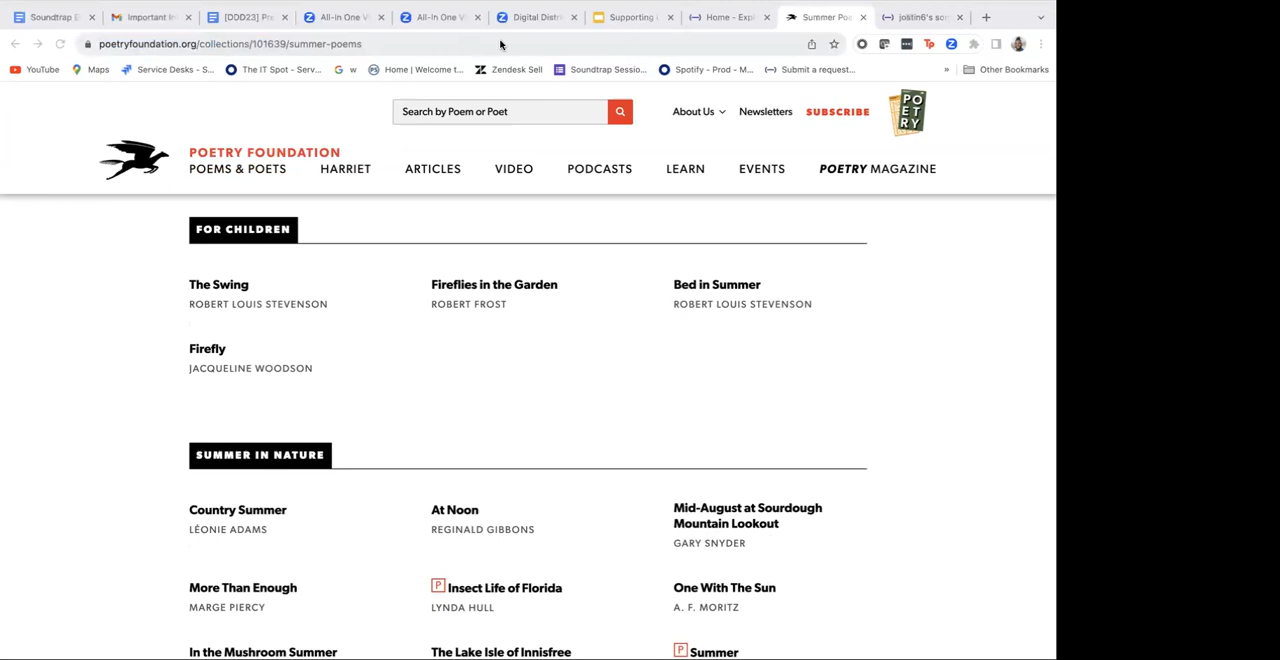 Soundtrap E
Important In
[DDD23] Pre
All-In One V
All-In One V
Digital Distri
Supporting
Home - Expl
Summer Poe
jostin6's son
poetryfoundation.org/collections/101639/summer-poems
YouTube
Maps
Service Desks - S...
The IT Spot - Serv...
w
Home | Welcome t...
Zendesk Sell
Soundtrap Sessio...
Spotify - Prod - M...
Submit a request...
»
Other Bookmarks
Search by Poem or Poet
About Us
Newsletters
SUBSCRIBE
PO
ET
RY
POETRY FOUNDATION
POEMS & POETS
HARRIET
ARTICLES
VIDEO
PODCASTS
LEARN
EVENTS
POETRY MAGAZINE
FOR CHILDREN
The Swing
ROBERT LOUIS STEVENSON
Fireflies in the Garden
ROBERT FROST
Bed in Summer
ROBERT LOUIS STEVENSON
Firefly
JACQUELINE WOODSON
SUMMER IN NATURE
Country Summer
LÉONIE ADAMS
At Noon
REGINALD GIBBONS
Mid-August at Sourdough
Mountain Lookout
GARY SNYDER
More Than Enough
MARGE PIERCY
P Insect Life of Florida
LYNDA HULL
One With The Sun
A. F. MORITZ
In the Mushroom Summer
The Lake Isle of Innisfree
P Summer